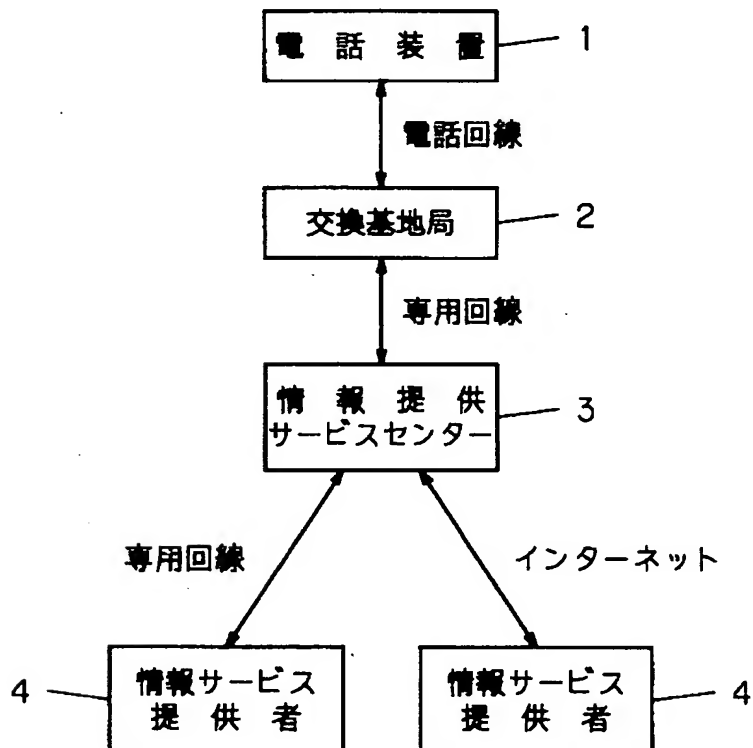 電話装置 1
電話回線
交換基地局 2
専用回線
情報提供 3
サービスセンター
専用回線 インターネット
4 情報サービス 情報サービス 4
提供者 提供者